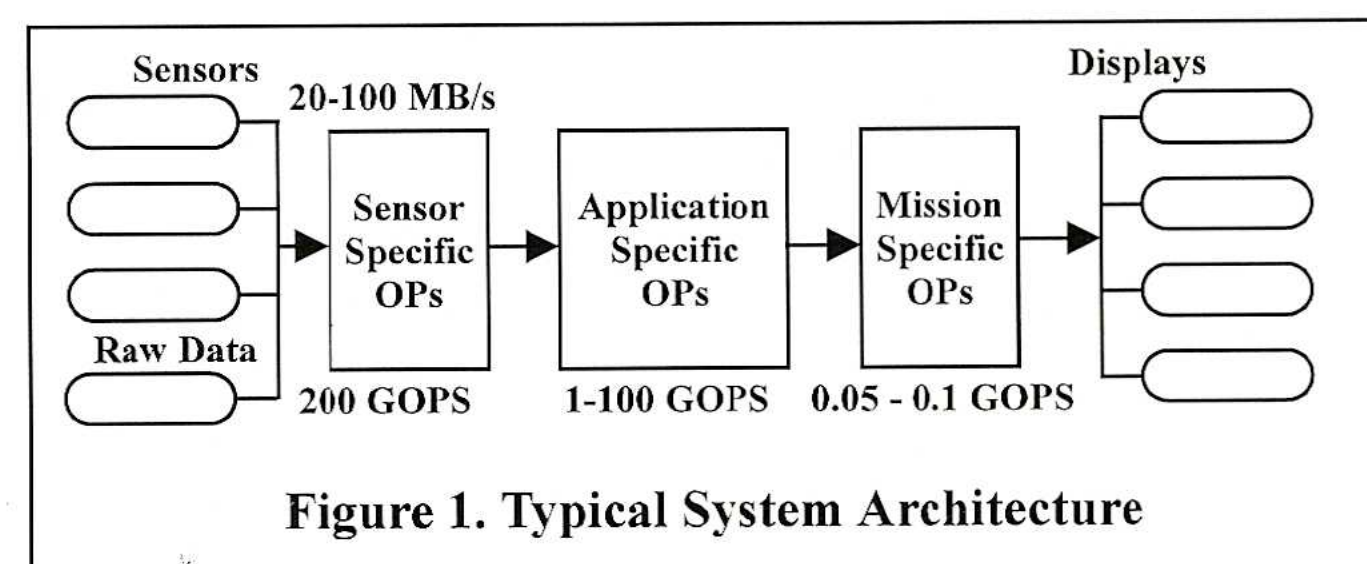 Sensors
Displays
20-100 MB/s
Sensor
Specific
OPs
Application
Specific
OPs
Mission
Specific
OPs
Raw Data
200 GOPS
1-100 GOPS
0.05 - 0.1 GOPS
Figure 1. Typical System Architecture